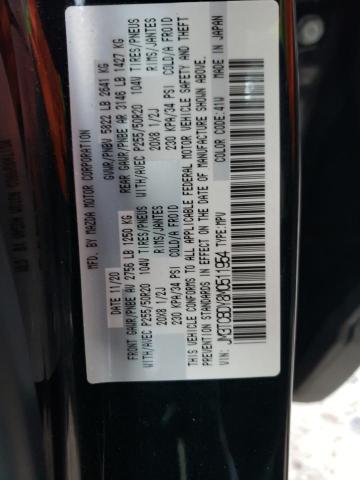 MFD. BY MAZDA MOTOR CORPORATION
DATE: 11/20 GVWR/PNBV 5822 LB 2641 KG
FRONT GAWR/PNBE AV 2756 LB 1250 KG REAR GAWR/PNBE AR 3146 LB 1427 KG
WITH/AVEC P255/50R20 104V TIRES/PNEUS WITH/AVEC P255/50R20 104V TIRES/PNEUS
20X8 1/2J RIMS/JANTES 20X8 1/2J RIMS/JANTES
230 KPA/34 PSI COLD/A FROID 230 KPA/34 PSI COLD/A FROID
THIS VEHICLE CONFORMS TO ALL APPLICABLE FEDERAL MOTOR VEHICLE SAFETY AND THEFT
PREVENTION STANDARDS IN EFFECT ON THE DATE OF MANUFACTURE SHOWN ABOVE.
MADE IN JAPAN
VIN: TYPE:MPV COLOR CODE:41V